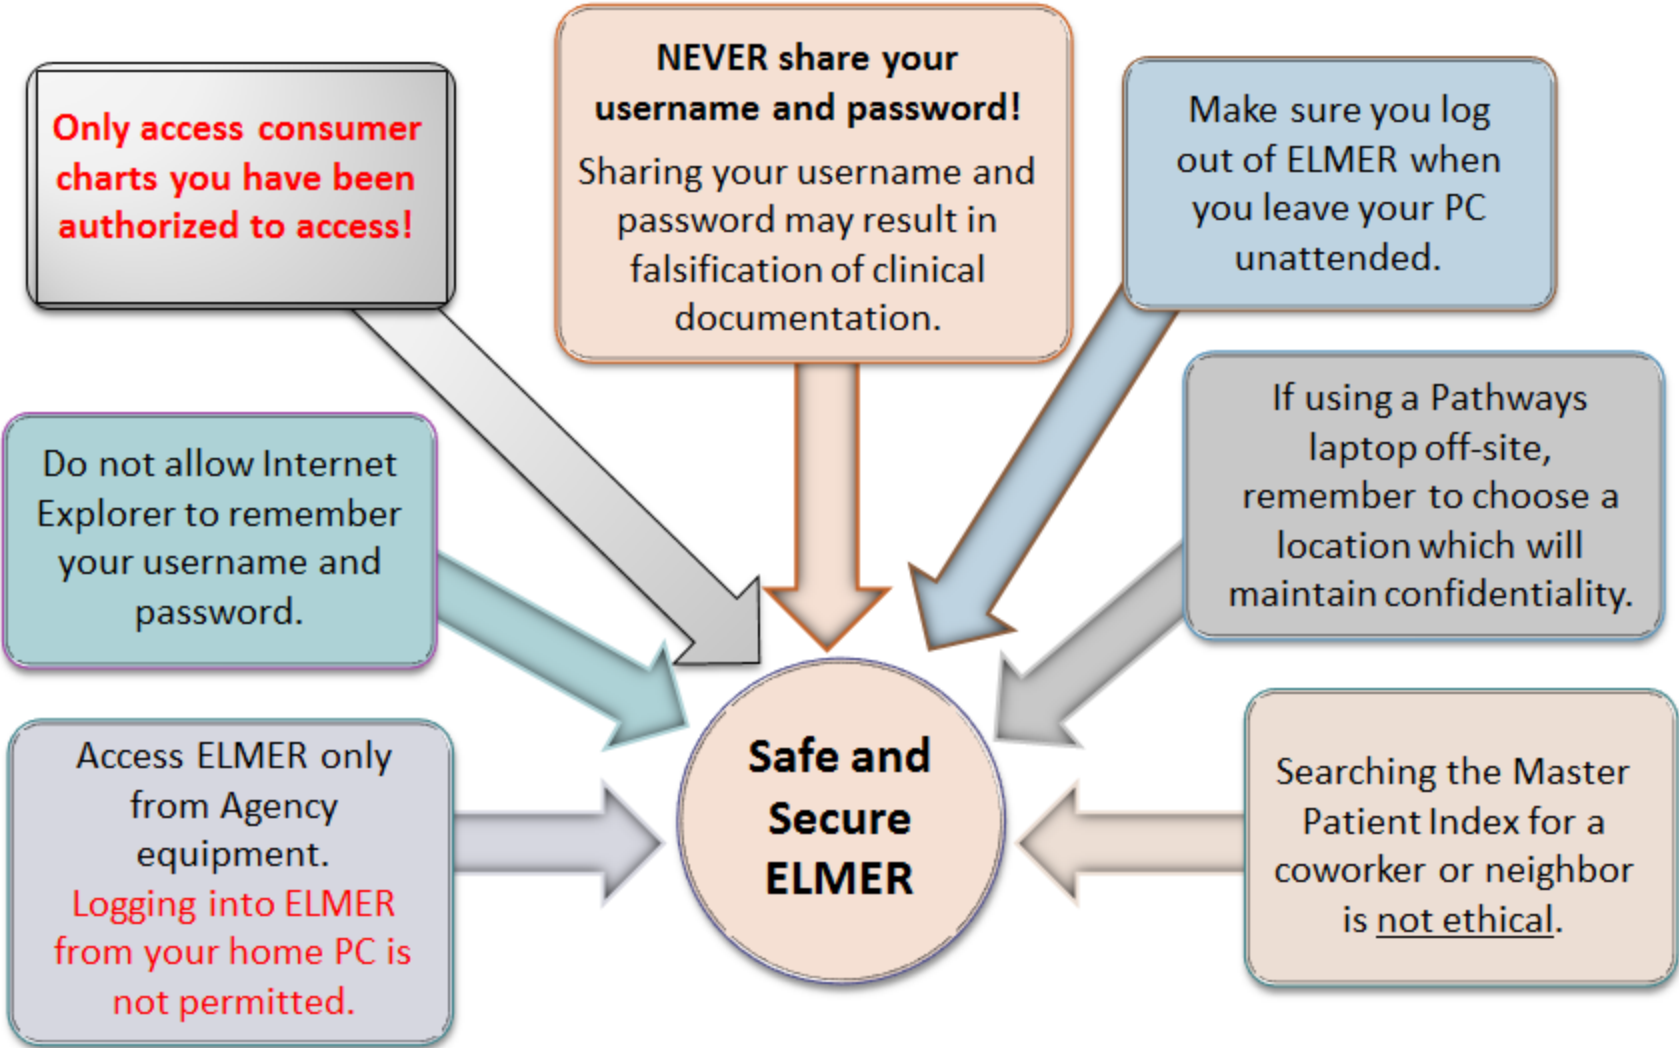 Only access consumer
charts you have been
authorized to access!
NEVER share your
username and password!
Sharing your username and
password may result in
falsification of clinical
documentation.
Make sure you log
out of ELMER when
you leave your PC
unattended.
Do not allow Internet
Explorer to remember
your username and
password.
If using a Pathways
laptop off-site,
remember to choose a
location which will
maintain confidentiality.
Access ELMER only
from Agency
equipment.
Logging into ELMER
from your home PC is
not permitted.
Safe and
Secure
ELMER
Searching the Master
Patient Index for a
coworker or neighbor
is not ethical.